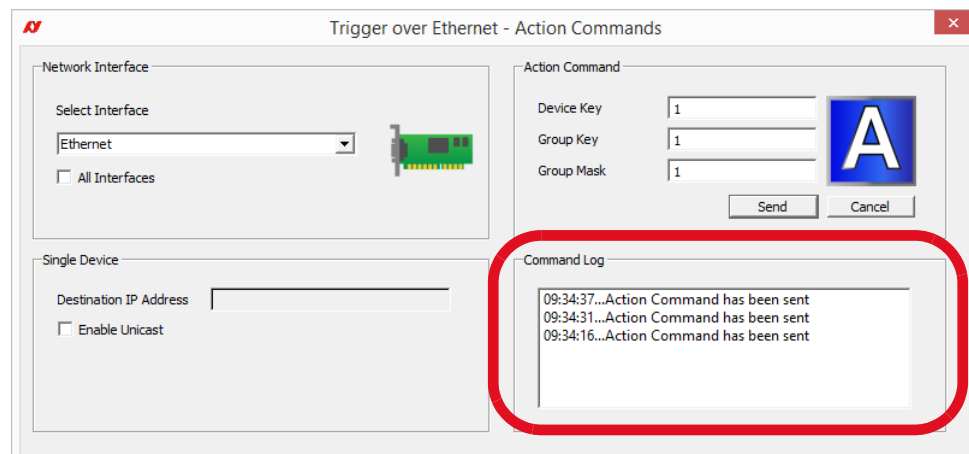 Trigger over Ethernet - Action Commands
Network Interface
Select Interface
Ethernet
All Interfaces
Action Command
Device Key 1
Group Key 1
Group Mask 1
A
Send Cancel
Single Device
Destination IP Address
Enable Unicast
Command Log
09:34:37...Action Command has been sent
09:34:31...Action Command has been sent
09:34:16...Action Command has been sent